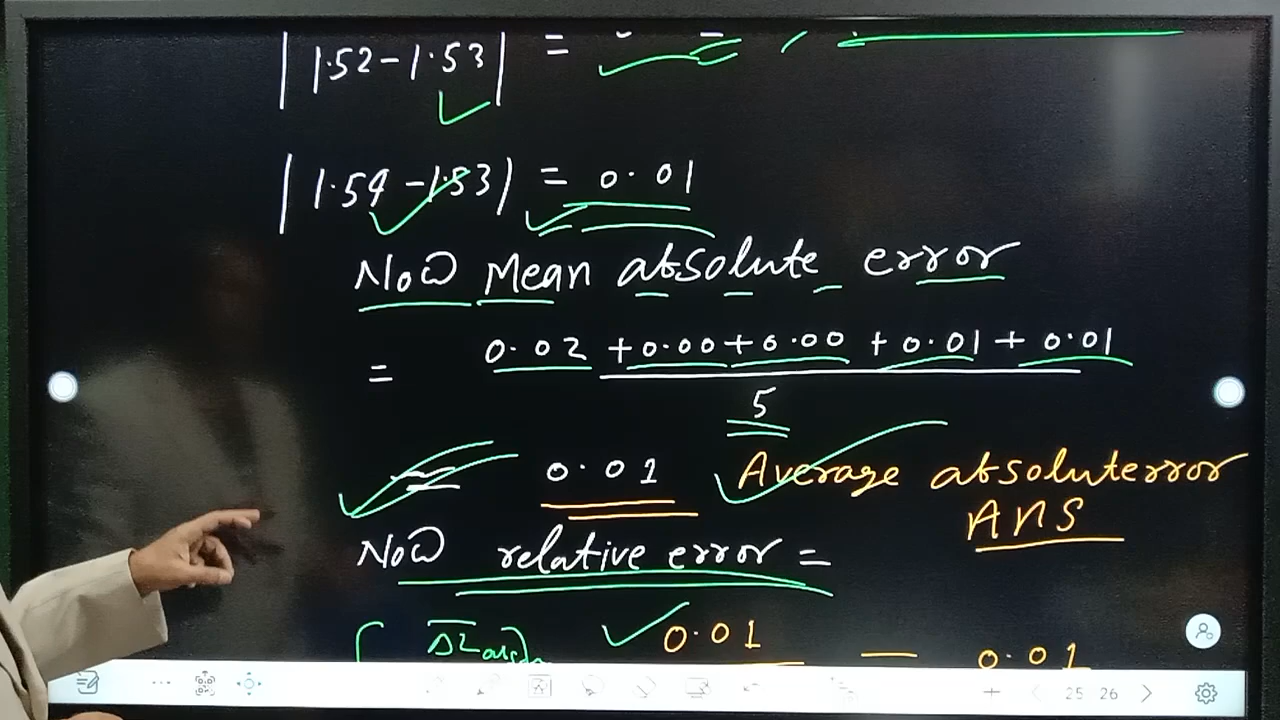 |1.52-1.53| =
|1.54-1.53| = 0.01
Now Mean absolute error
= 0.02 +0.00+0.00 +0.01+ 0.01
5
= 0.01 Average absoluterror
ANS
Now relative error =
0.01 — 0.01
25 26